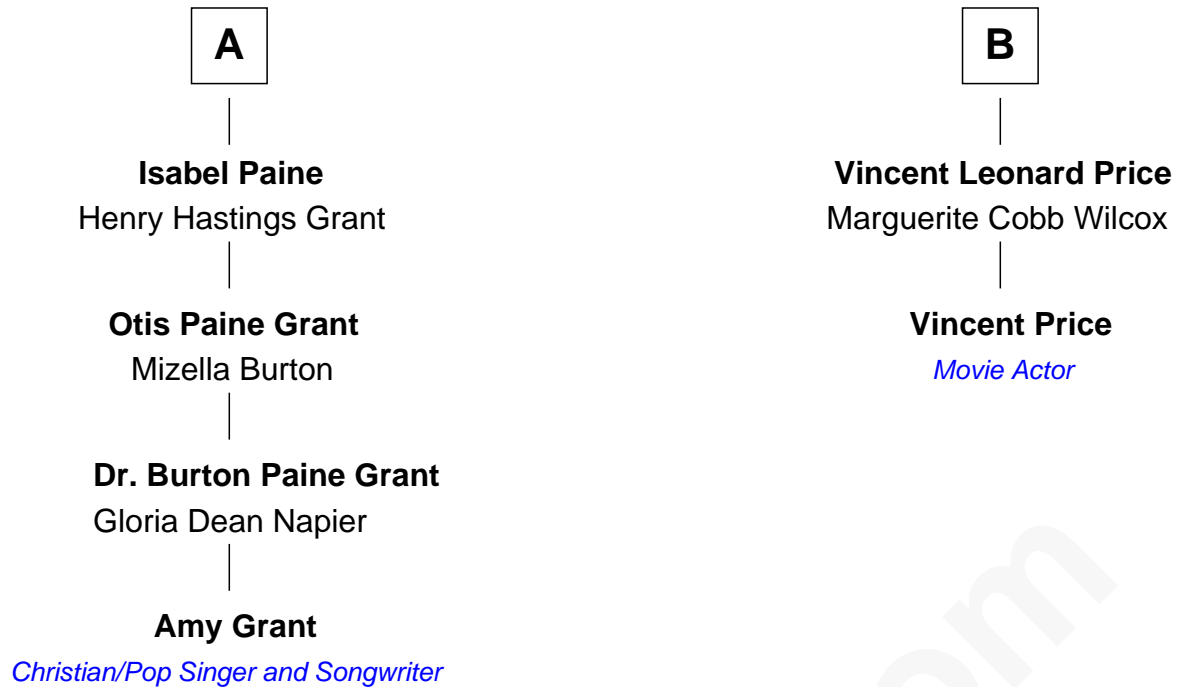 A
Isabel Paine
Henry Hastings Grant
Otis Paine Grant
Mizella Burton
Dr. Burton Paine Grant
Gloria Dean Napier
Amy Grant
Christian/Pop Singer and Songwriter
B
Vincent Leonard Price
Marguerite Cobb Wilcox
Vincent Price
Movie Actor
om